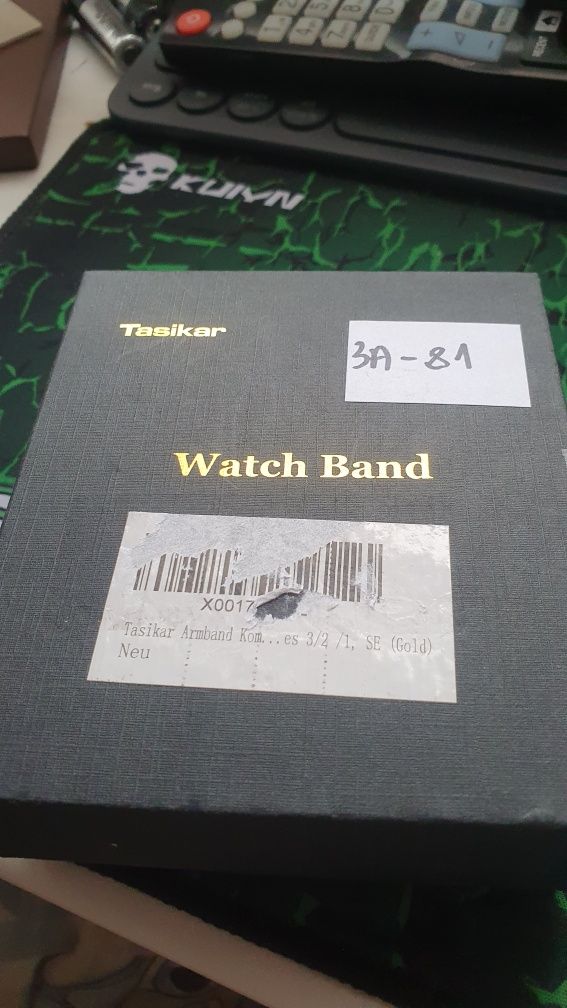 KUIYN
Tasikar
3A-81
Watch Band
X0017
Tasikar Armband Kom...es 3/2 /1, SE (Gold)
Neu